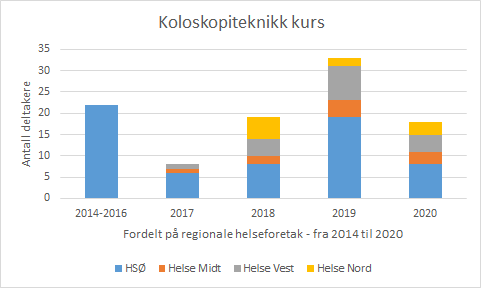 Koloskopiteknikk kurs
Antall deltakere
35
30
25
20
15
10
5
0
2014-2016 2017 2018 2019 2020
Fordelt på regionale helseforetak - fra 2014 til 2020
HSØ Helse Midt Helse Vest Helse Nord